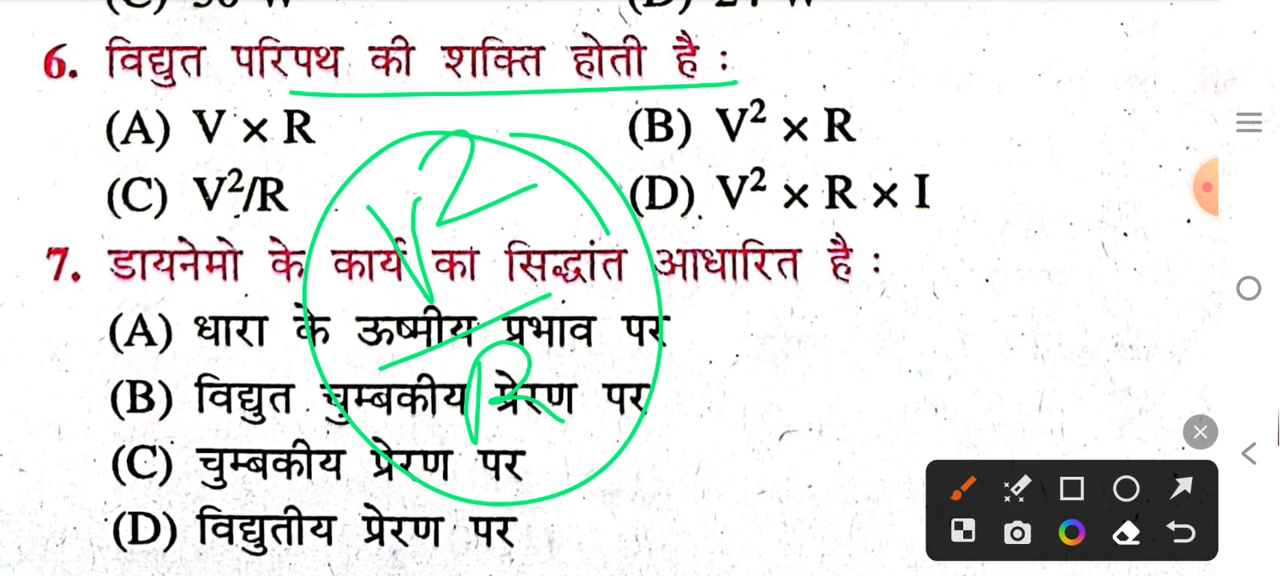 6. विद्युत परिपथ की शक्ति होती है :
(A) V × R (B) V² × R
(C) V²/R (D) V² × R × I
V²
R
7. डायनेमो के कार्य का सिद्धांत आधारित है :
(A) धारा के ऊष्मीय प्रभाव पर
(B) विद्युत चुम्बकीय प्रेरण पर
(C) चुम्बकीय प्रेरण पर
(D) विद्युतीय प्रेरण पर